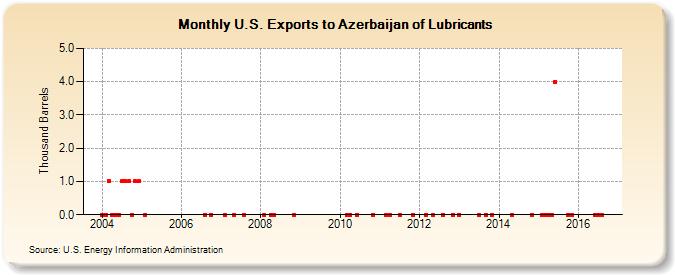 Monthly U.S. Exports to Azerbaijan of Lubricants
Thousand Barrels
5.0
4.0
3.0
2.0
1.0
0.0
2004 2006 2008 2010 2012 2014 2016
Source: U.S. Energy Information Administration